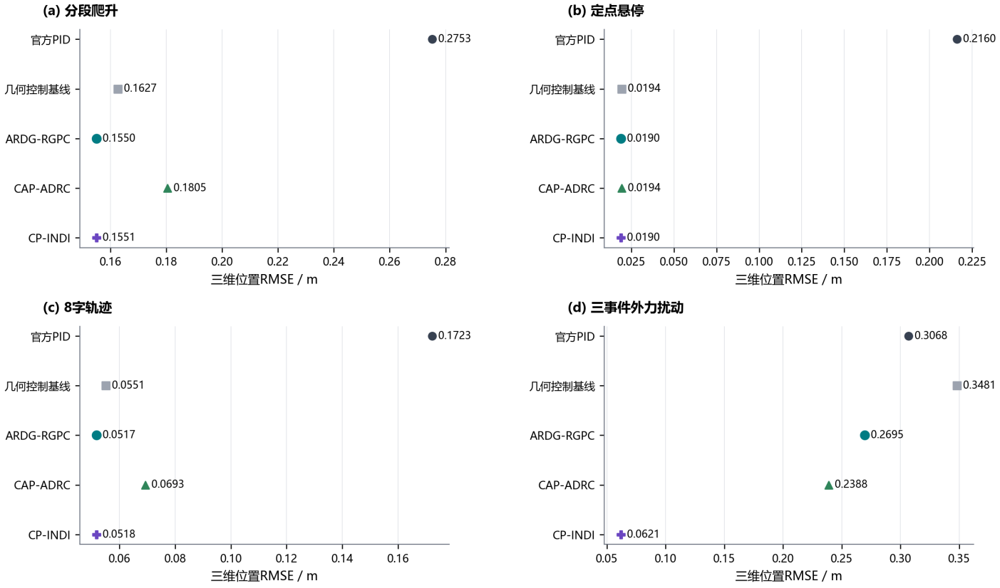 (a) 分段爬升
官方PID
0.2753
几何控制基线
0.1627
ARDG-RGPC
0.1550
CAP-ADRC
0.1805
CP-INDI
0.1551
0.16 0.18 0.20 0.22 0.24 0.26 0.28
三维位置RMSE / m
(b) 定点悬停
官方PID
0.2160
几何控制基线
0.0194
ARDG-RGPC
0.0190
CAP-ADRC
0.0194
CP-INDI
0.0190
0.025 0.050 0.075 0.100 0.125 0.150 0.175 0.200 0.225
三维位置RMSE / m
(c) 8字轨迹
官方PID
0.1723
几何控制基线
0.0551
ARDG-RGPC
0.0517
CAP-ADRC
0.0693
CP-INDI
0.0518
0.06 0.08 0.10 0.12 0.14 0.16
三维位置RMSE / m
(d) 三事件外力扰动
官方PID
0.3068
几何控制基线
0.3481
ARDG-RGPC
0.2695
CAP-ADRC
0.2388
CP-INDI
0.0621
0.05 0.10 0.15 0.20 0.25 0.30 0.35
三维位置RMSE / m